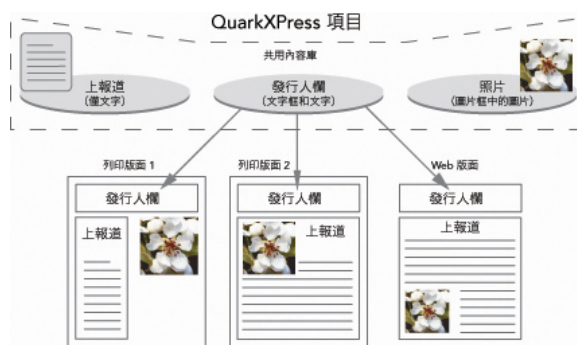 QuarkXPress 項目
共用內容庫
上報道
(僅文字)
發行人欄
(文字框和文字)
照片
(圖片框中的圖片)
列印版面 1
列印版面 2
Web 版面
發行人欄
上報道
發行人欄
上報道
發行人欄
上報道